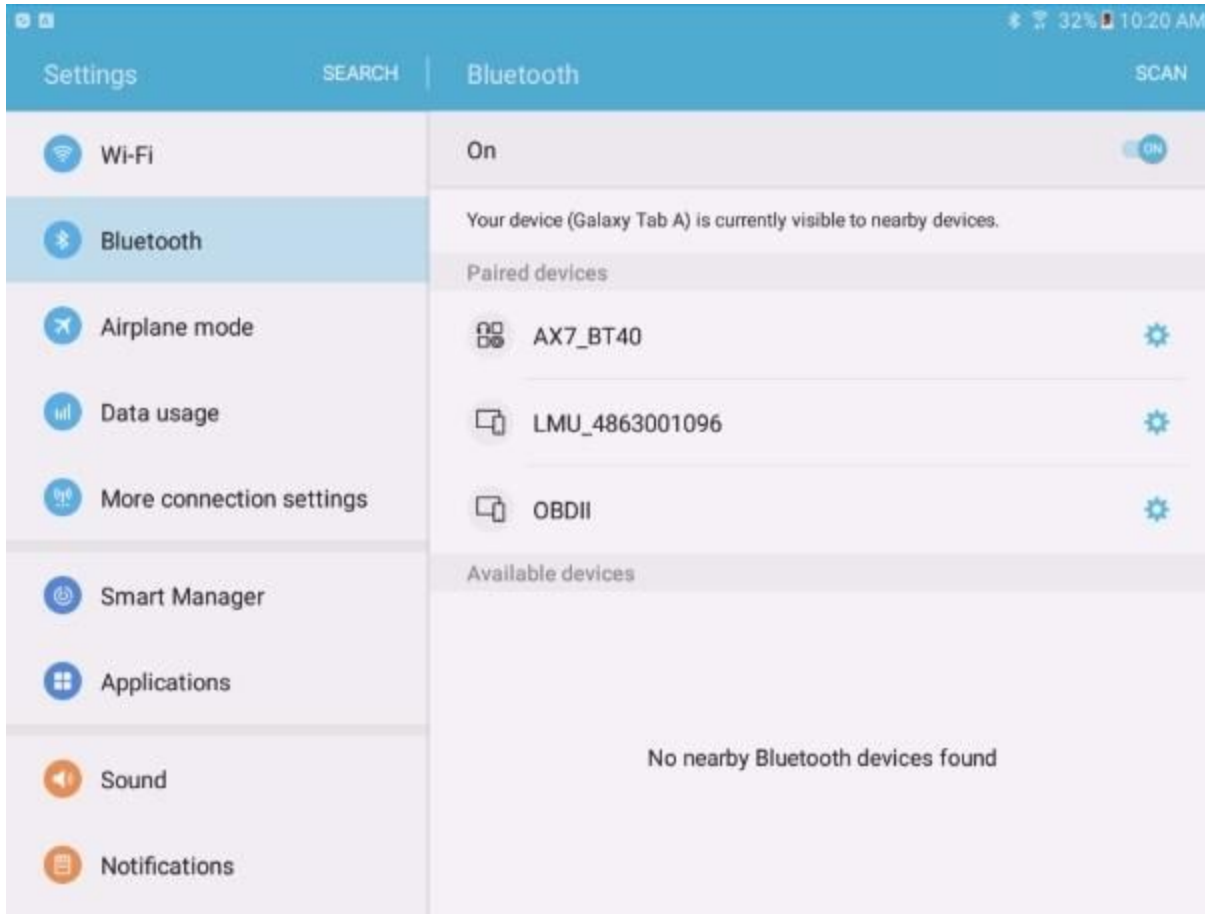 32% 10:20 AM
Settings SEARCH Bluetooth SCAN
Wi-Fi
Bluetooth
Airplane mode
Data usage
More connection settings
Smart Manager
Applications
Sound
Notifications
On ON
Your device (Galaxy Tab A) is currently visible to nearby devices.
Paired devices
AX7_BT40
LMU_4863001096
OBDII
Available devices
No nearby Bluetooth devices found